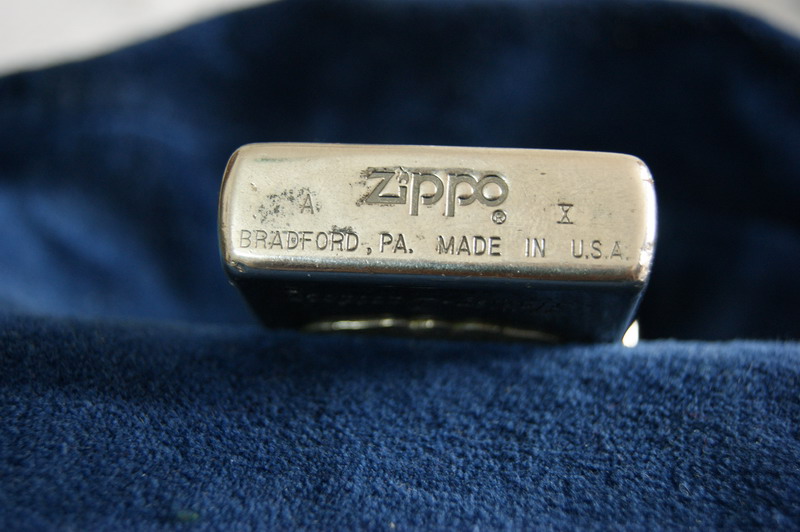 Zippo ®
A X
BRADFORD, PA. MADE IN U.S.A.